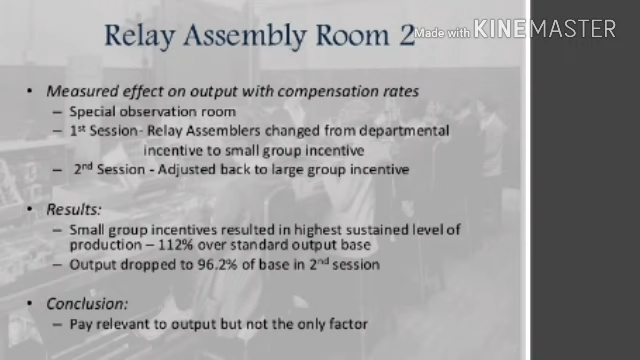 Relay Assembly Room 2
Made with KINEMASTER
• Measured effect on output with compensation rates
– Special observation room
– 1st Session- Relay Assemblers changed from departmental
incentive to small group incentive
– 2nd Session - Adjusted back to large group incentive
• Results:
– Small group incentives resulted in highest sustained level of
production – 112% over standard output base
– Output dropped to 96.2% of base in 2nd session
• Conclusion:
– Pay relevant to output but not the only factor